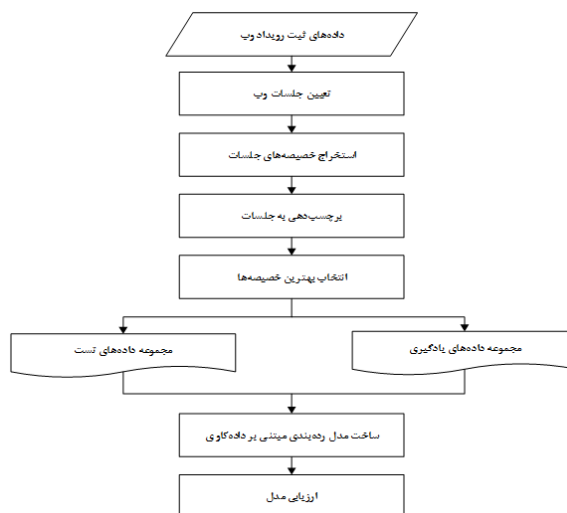 داده‌های ثبت رویداد وب
تعیین جلسات وب
استخراج خصیصه‌های جلسات
برچسب‌دهی به جلسات
انتخاب بهترین خصیصه‌ها
مجموعه داده‌های یادگیری
مجموعه داده‌های تست
ساخت مدل رده‌بندی مبتنی بر داده‌کاوی
ارزیابی مدل